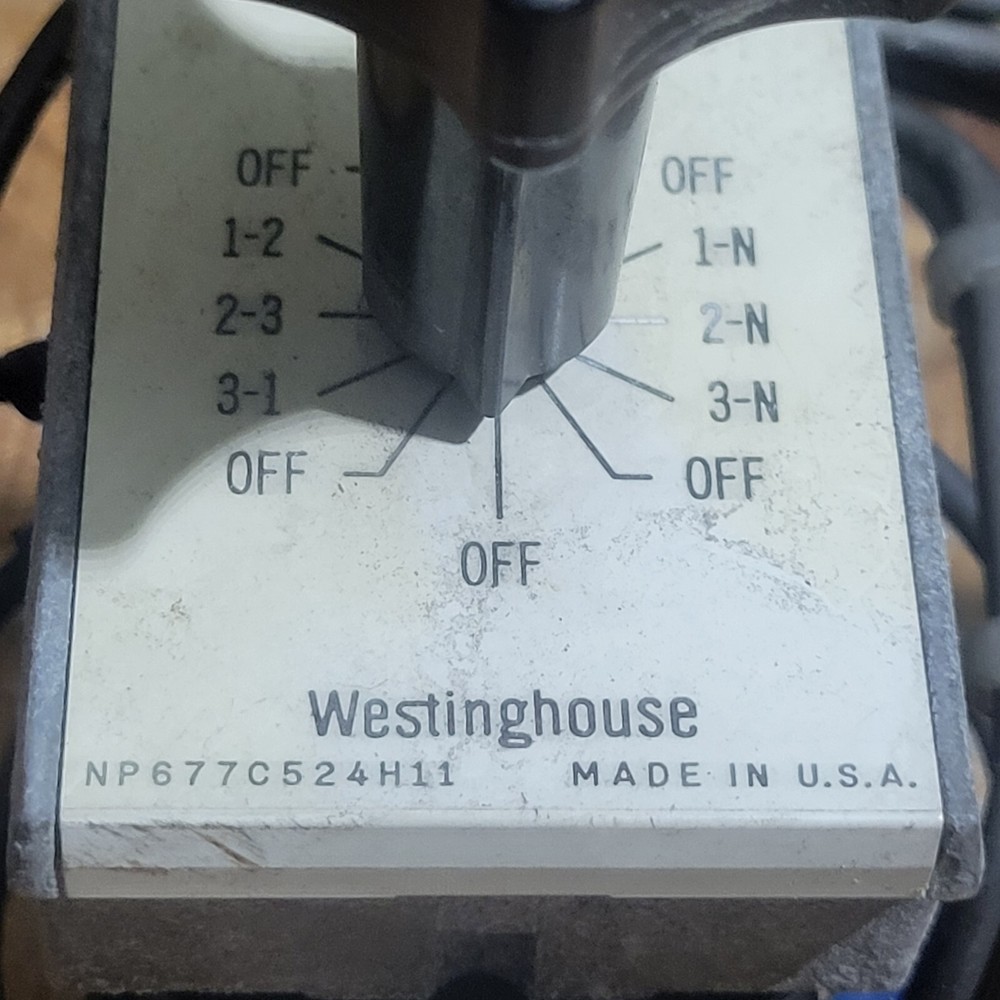 OFF OFF
1-2 1-N
2-3 2-N
3-1 3-N
OFF OFF
OFF
Westinghouse
NP677C524H11 MADE IN U.S.A.